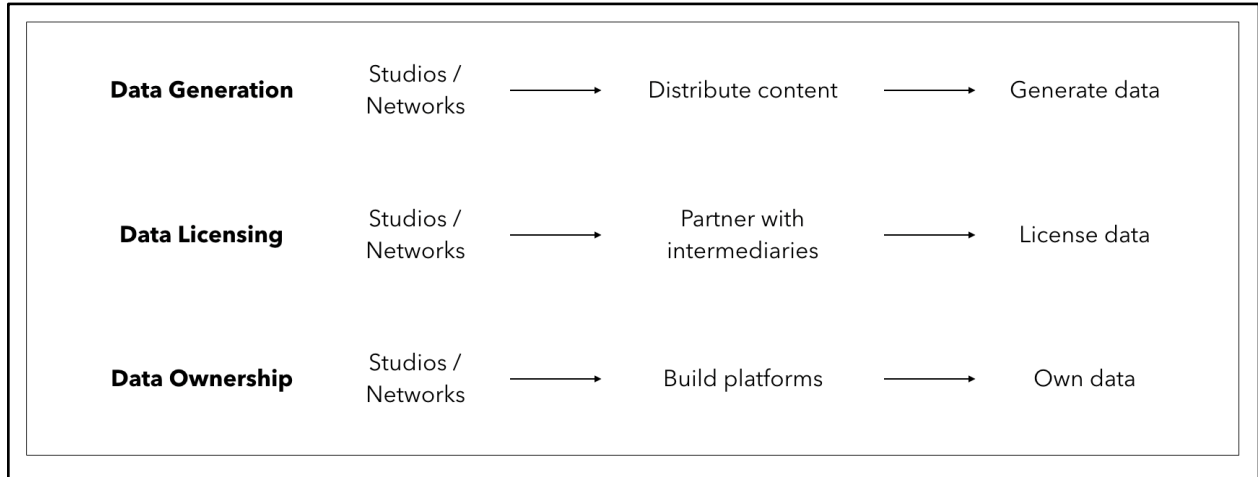 Data Generation
Studios /
Networks
Distribute content
Generate data
Data Licensing
Studios /
Networks
Partner with
intermediaries
License data
Data Ownership
Studios /
Networks
Build platforms
Own data